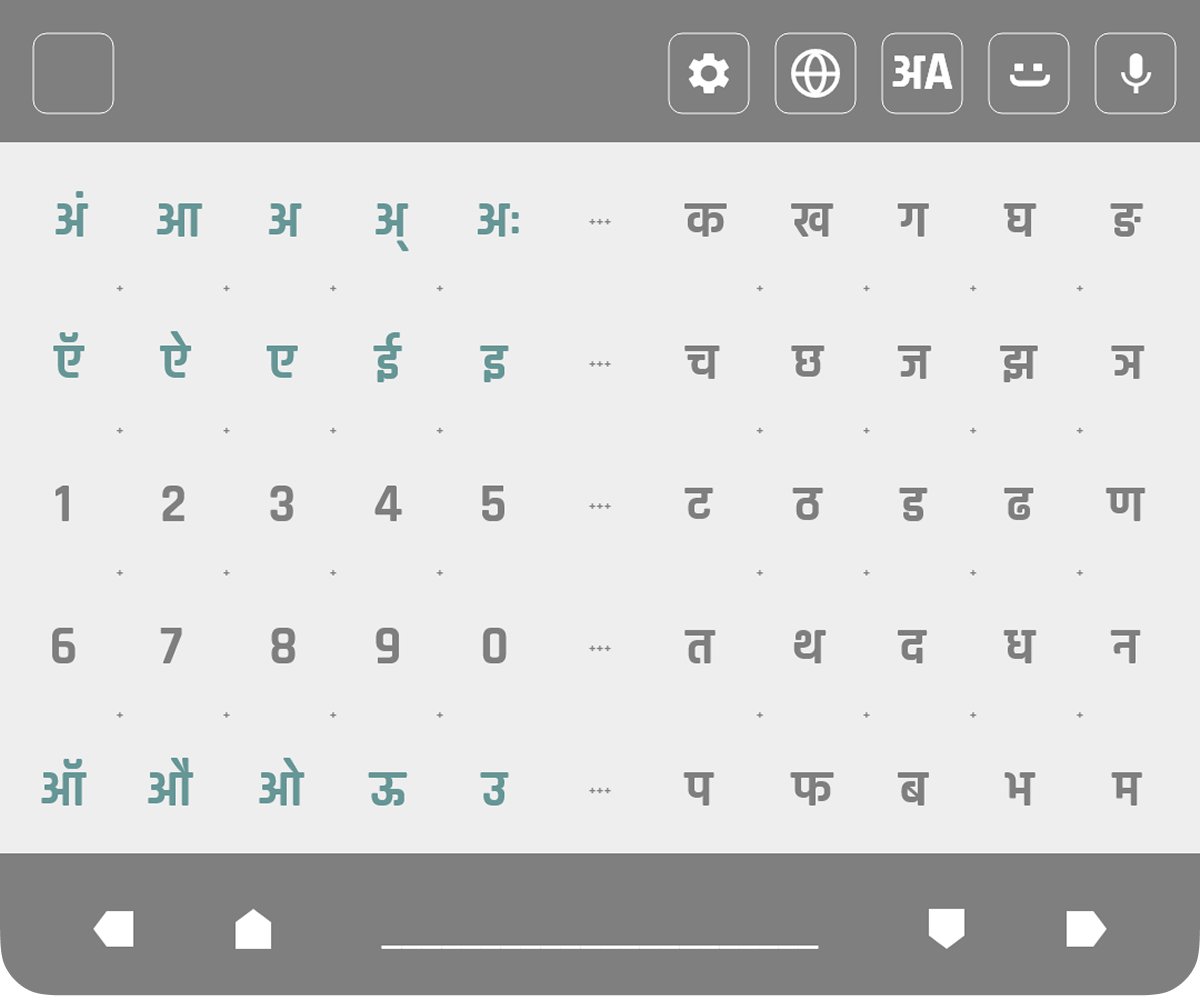 अA
अं आ अ अ् अः क ख ग घ ङ
ऍ ऐ ए ई इ च छ ज झ ञ
1 2 3 4 5 ट ठ ड ढ ण
6 7 8 9 0 त थ द ध न
ऑ औ ओ ऊ उ प फ ब भ म